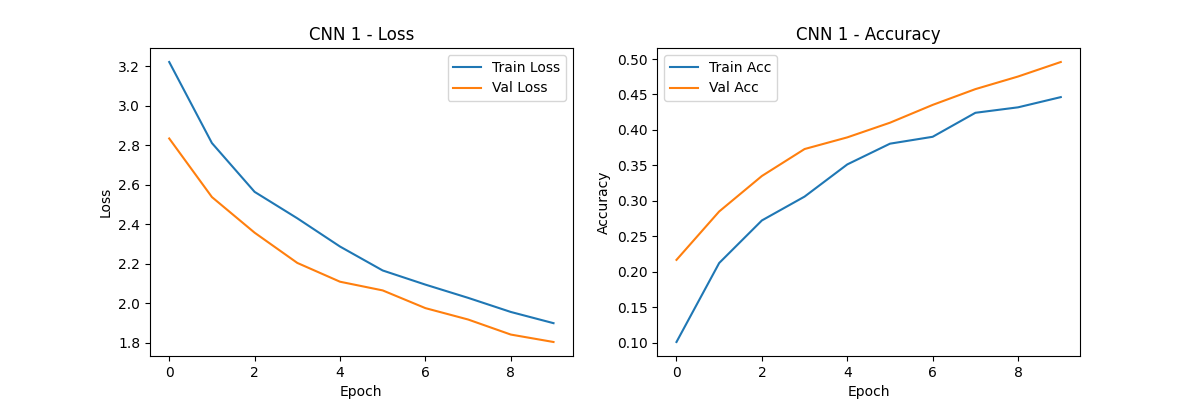 CNN 1 - Loss
Train Loss
Val Loss
3.2
3.0
2.8
2.6
2.4
2.2
2.0
1.8
Loss
0 2 4 6 8
Epoch
CNN 1 - Accuracy
Train Acc
Val Acc
0.50
0.45
0.40
0.35
0.30
0.25
0.20
0.15
0.10
Accuracy
0 2 4 6 8
Epoch